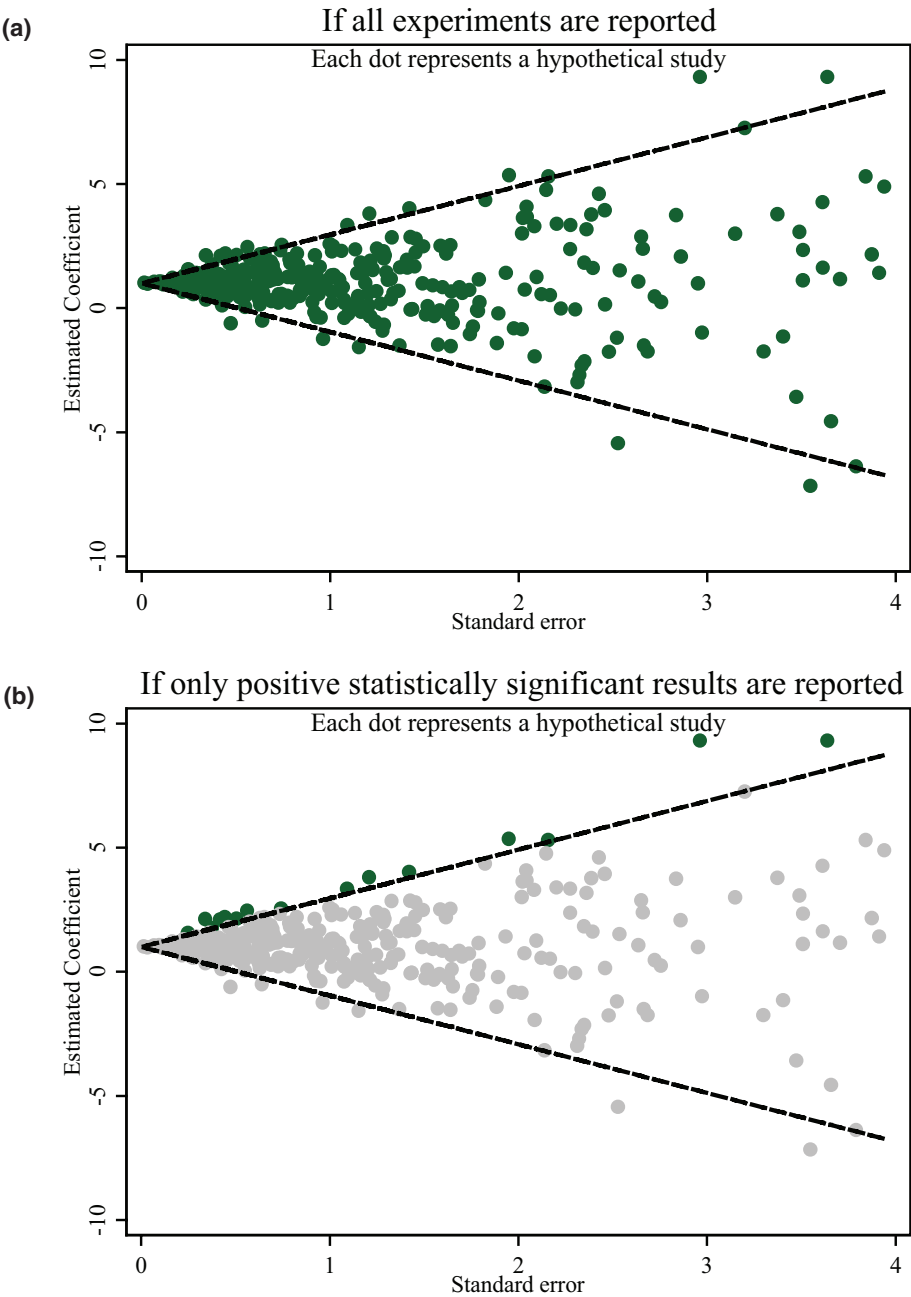 (a)
If all experiments are reported
Each dot represents a hypothetical study
Estimated Coefficient
10
5
0
-5
-10
0 1 2 3 4
Standard error
(b)
If only positive statistically significant results are reported
Each dot represents a hypothetical study
Estimated Coefficient
10
5
0
-5
-10
0 1 2 3 4
Standard error